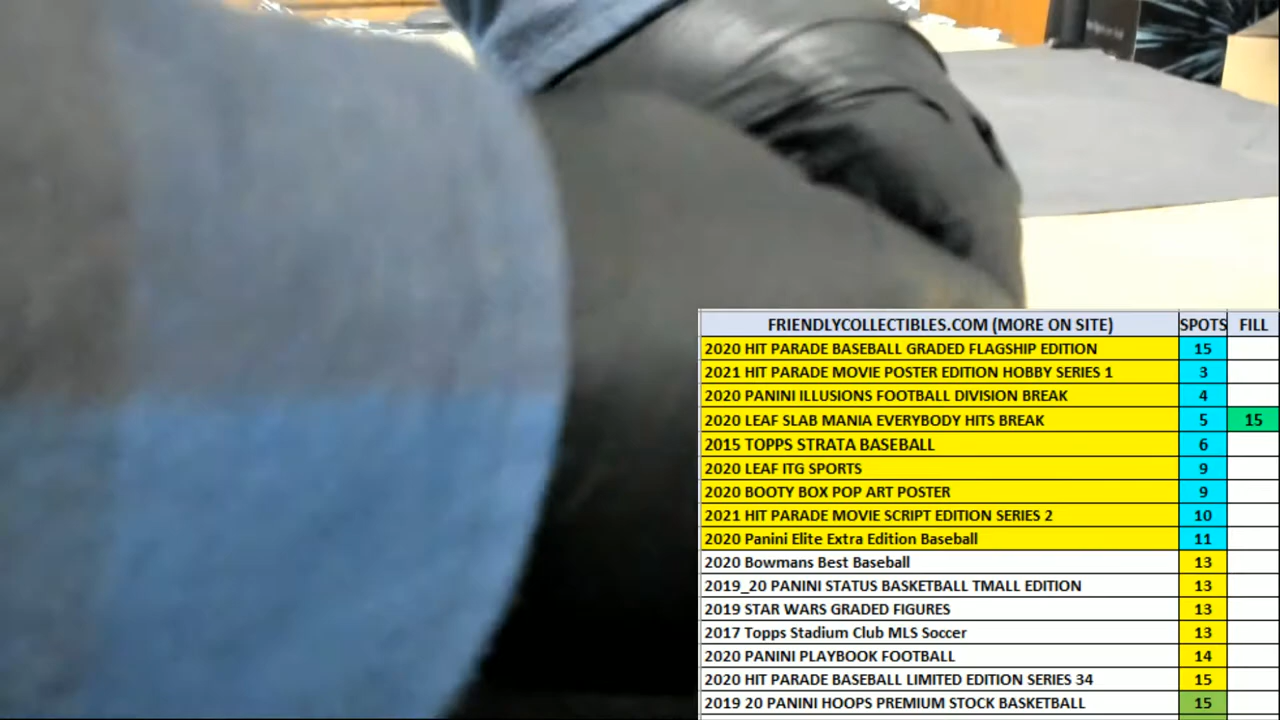 FRIENDLYCOLLECTIBLES.COM (MORE ON SITE) SPOTS FILL
2020 HIT PARADE BASEBALL GRADED FLAGSHIP EDITION 15
2021 HIT PARADE MOVIE POSTER EDITION HOBBY SERIES 1 3
2020 PANINI ILLUSIONS FOOTBALL DIVISION BREAK 4
2020 LEAF SLAB MANIA EVERYBODY HITS BREAK 5 15
2015 TOPPS STRATA BASEBALL 6
2020 LEAF ITG SPORTS 9
2020 BOOTY BOX POP ART POSTER 9
2021 HIT PARADE MOVIE SCRIPT EDITION SERIES 2 10
2020 Panini Elite Extra Edition Baseball 11
2020 Bowmans Best Baseball 13
2019_20 PANINI STATUS BASKETBALL TMALL EDITION 13
2019 STAR WARS GRADED FIGURES 13
2017 Topps Stadium Club MLS Soccer 13
2020 PANINI PLAYBOOK FOOTBALL 14
2020 HIT PARADE BASEBALL LIMITED EDITION SERIES 34 15
2019 20 PANINI HOOPS PREMIUM STOCK BASKETBALL 15